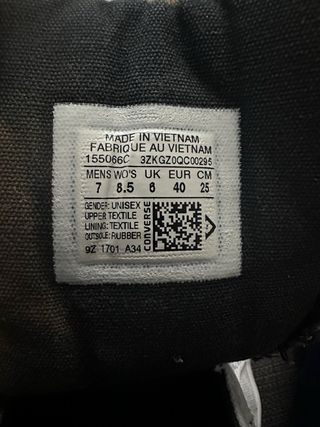 MADE IN VIETNAM
FABRIQUE AU VIETNAM
155066C 3ZKGZ0QC00295
MENS WO'S UK EUR CM
7 8.5 6 40 25
GENDER: UNISEX
UPPER TEXTILE
LINING: TEXTILE
OUTSOLE: RUBBER
9Z 1701 A34
CONVERSE